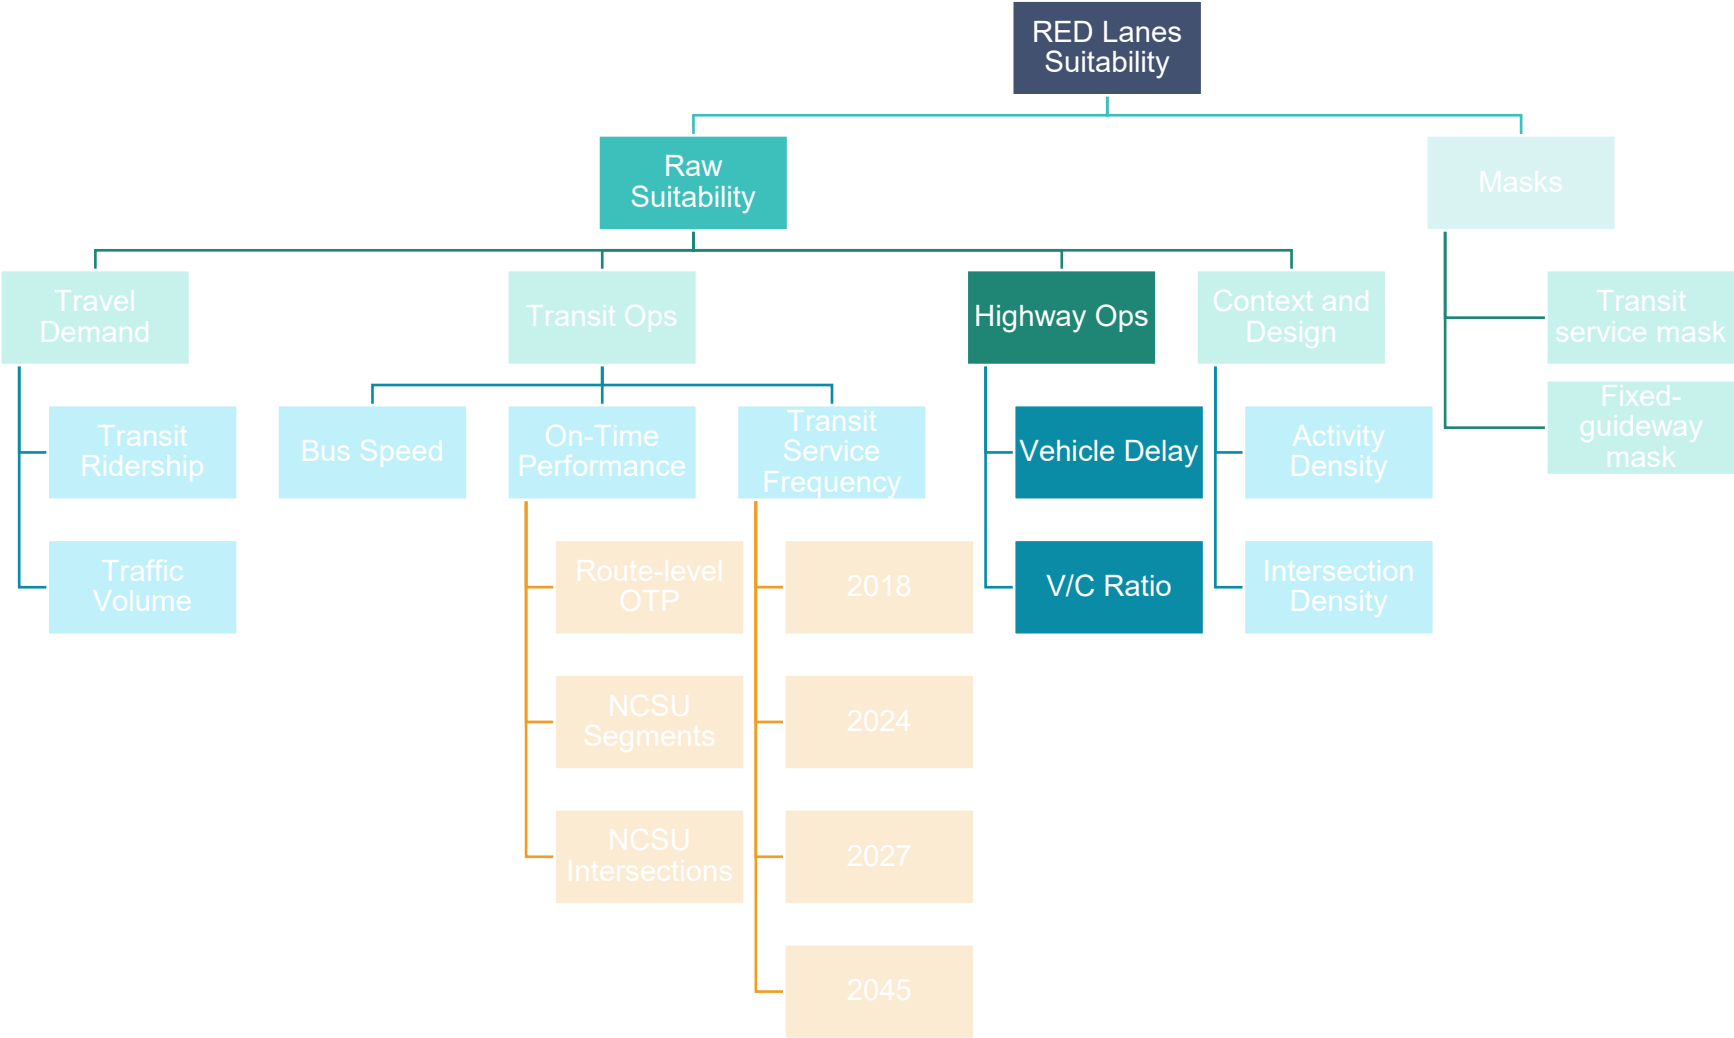 RED Lanes
Suitability
Raw
Suitability
Masks
Travel
Demand
Transit Ops
Highway Ops
Context and
Design
Transit
service mask
Fixed-
guideway
mask
Transit
Ridership
Bus Speed
On-Time
Performance
Transit
Service
Frequency
Vehicle Delay
Activity
Density
Traffic
Volume
Route-level
OTP
2018
V/C Ratio
Intersection
Density
NCSU
Segments
2024
NCSU
Intersections
2027
2045